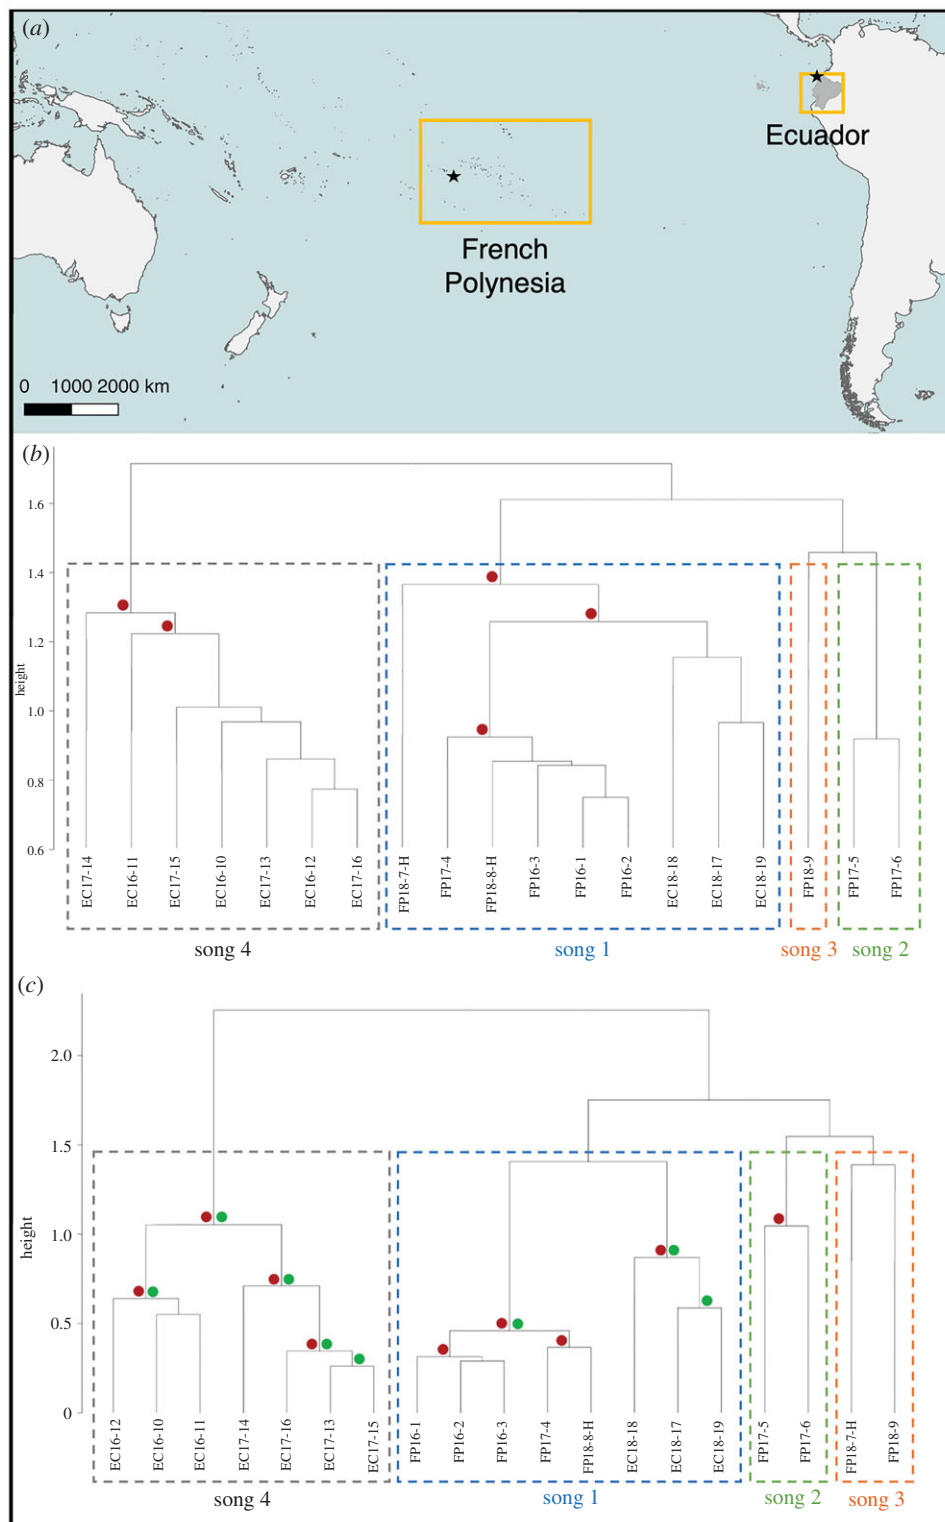 (a)
Ecuador
French
Polynesia
0 1000 2000 km
(b)
1.6
1.4
1.2
1.0
0.8
0.6
height
EC17-14
EC16-11
EC17-15
EC16-10
EC17-13
EC16-12
EC17-16
FP18-7-H
FP17-4
FP18-8-H
FP16-3
FP16-1
FP16-2
EC18-18
EC18-17
EC18-19
FP18-9
FP17-5
FP17-6
song 4
song 1
song 3
song 2
(c)
2.0
1.5
1.0
0.5
0
height
EC16-12
EC16-10
EC16-11
EC17-14
EC17-16
EC17-13
EC17-15
FP16-1
FP16-2
FP16-3
FP17-4
FP18-8-H
EC18-18
EC18-17
EC18-19
FP17-5
FP17-6
FP18-7-H
FP18-9
song 4
song 1
song 2
song 3